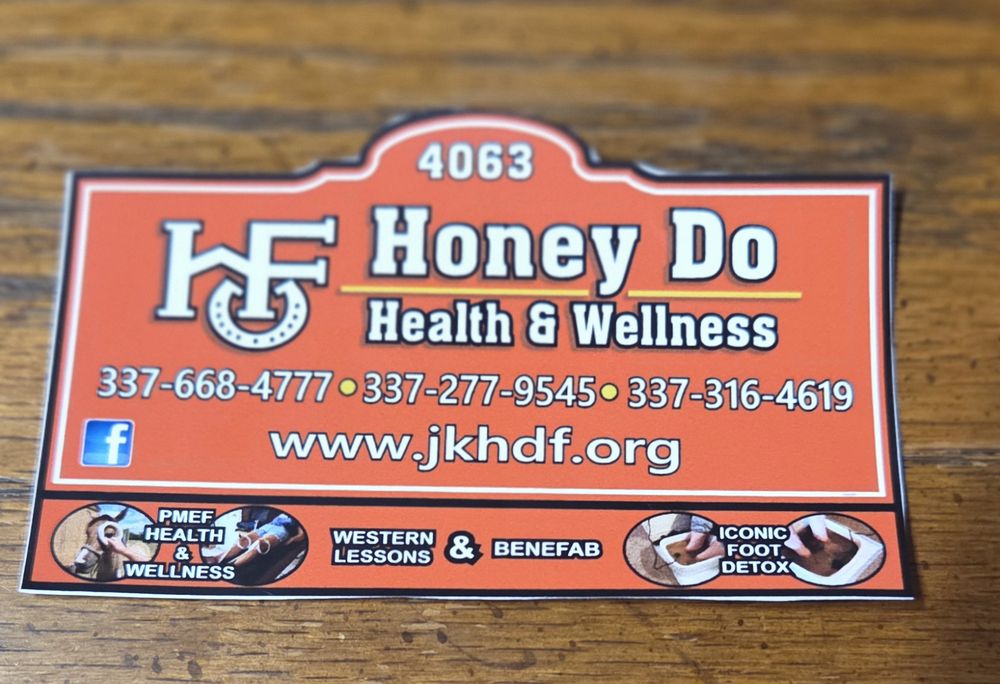 4063
HF
Honey Do
Health & Wellness
337-668-4777 • 337-277-9545 • 337-316-4619
f
www.jkhdf.org
PMEF
HEALTH
&
WELLNESS
WESTERN
LESSONS
& BENEFAB
ICONIC
FOOT
DETOX